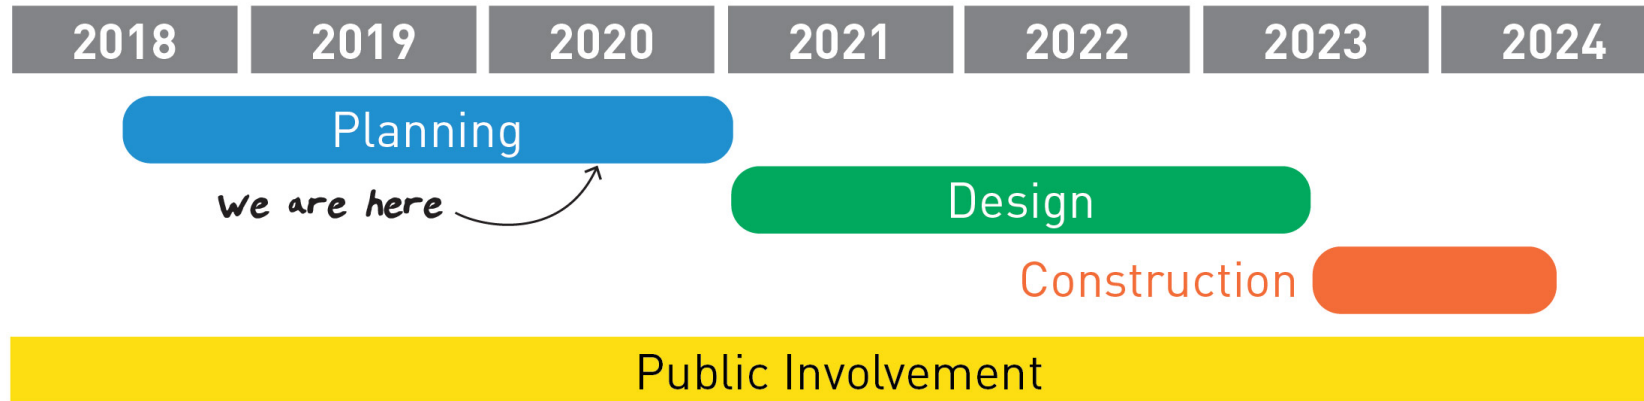 2018 2019 2020 2021 2022 2023 2024
Planning
we are here
Design
Construction
Public Involvement